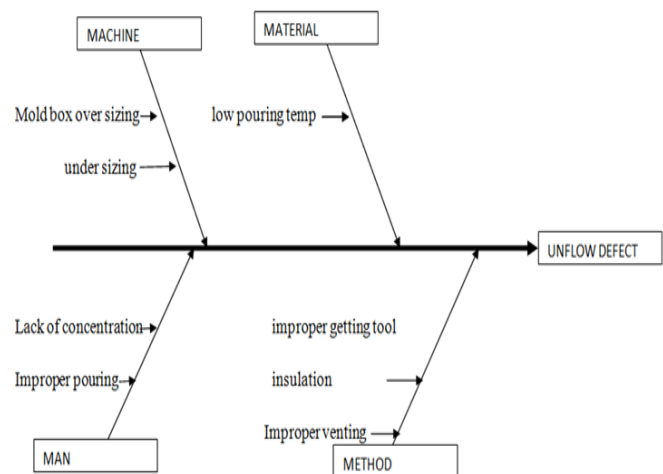 MACHINE
MATERIAL
Mold box over sizing
low pouring temp
under sizing
UNFLOW DEFECT
Lack of concentration
improper getting tool
Improper pouring
insulation
Improper venting
MAN
METHOD